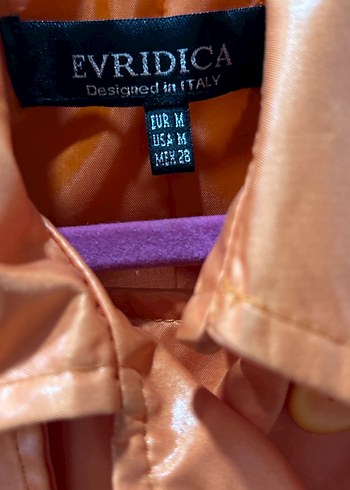 EVRIDICA
Designed in ITALY
EUR M
USA M
MEX 28